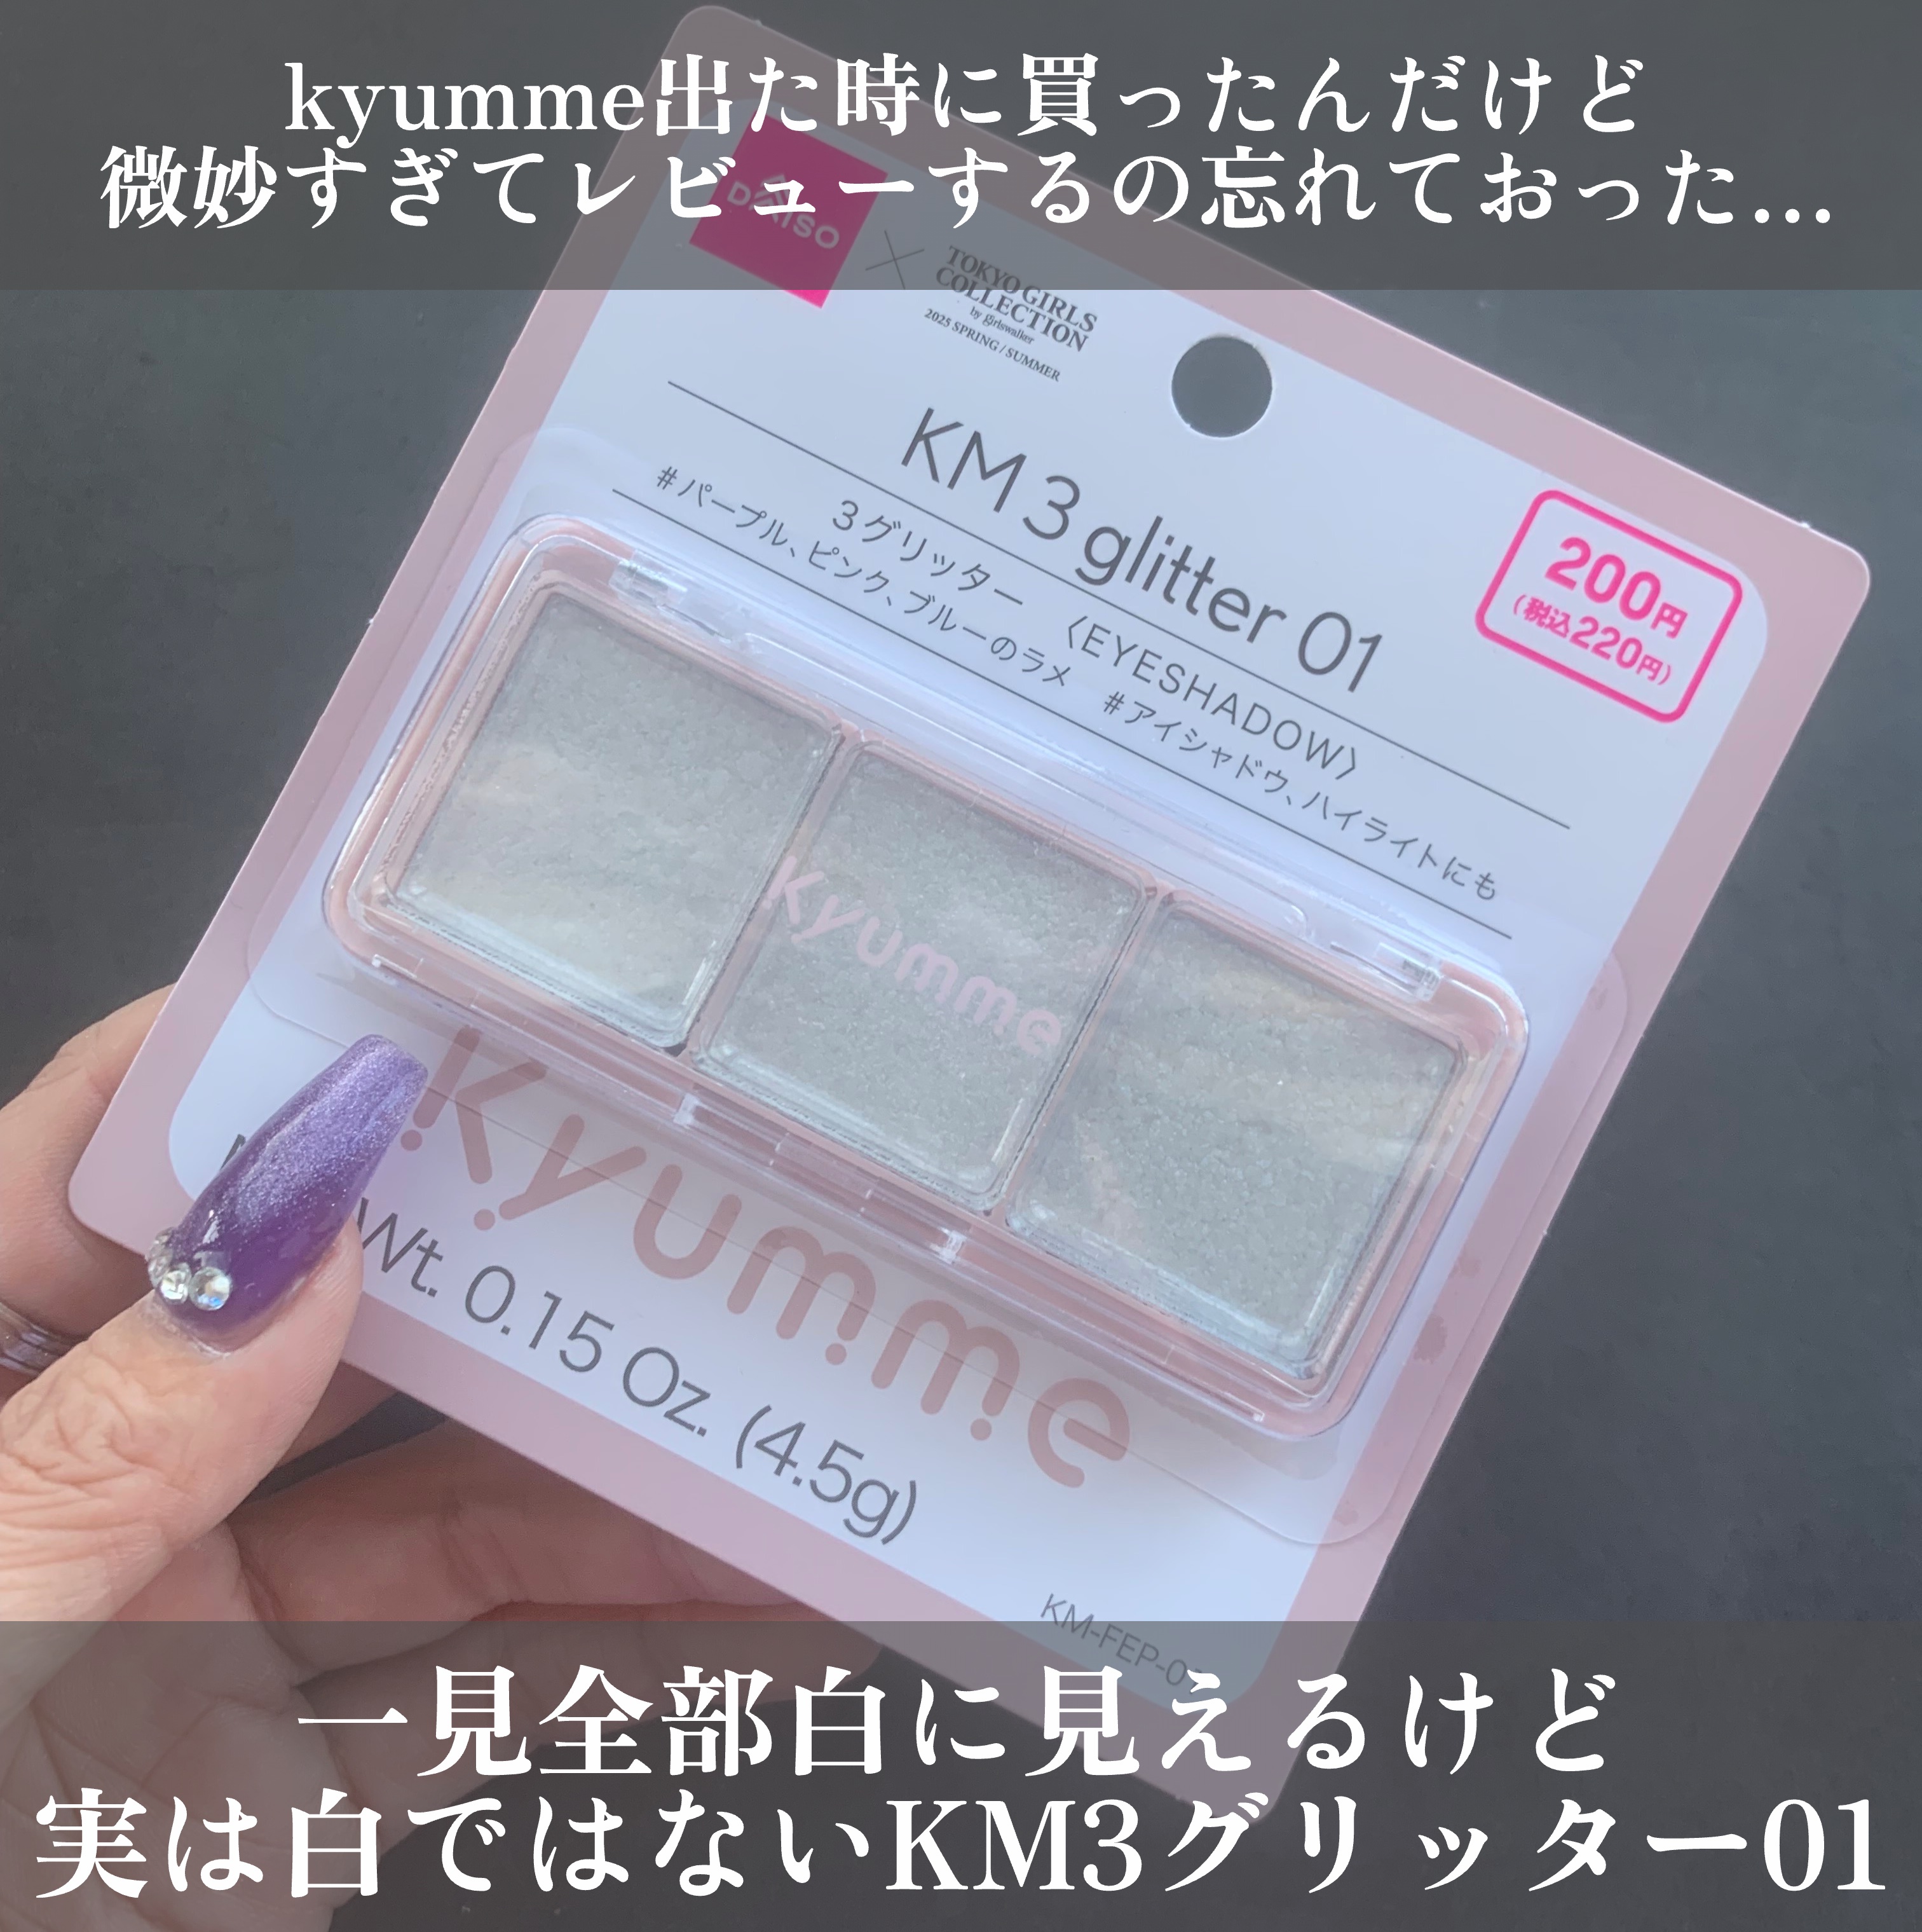 kyumme出た時に買ったんだけど
微妙すぎてレビューするの忘れておった...
DAISO
TOKYO GIRLS
COLLECTION
by girlswalker
2025 SPRING / SUMMER
KM 3 glitter 01
3グリッター 〈EYESHADOW〉
#パープル、ピンク、ブルーのラメ #アイシャドウ、ハイライトにも
200円
(税込220円)
kyumme
kyumme
Wt. 0.15 Oz. (4.5g)
一見全部白に見えるけど
実は白ではないKM3グリッター01